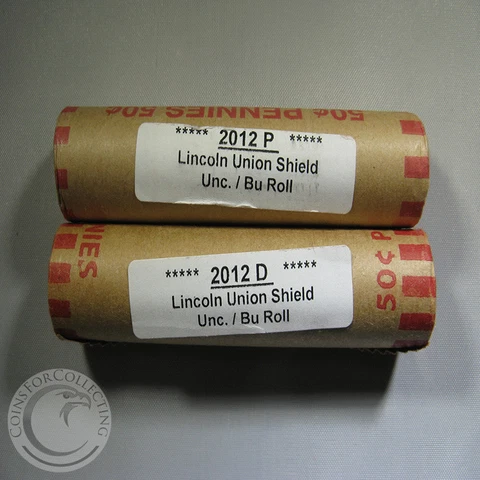 50¢ PENNIES 50¢
***** 2012 P *****
Lincoln Union Shield
Unc. / Bu Roll
***** 2012 D *****
Lincoln Union Shield
Unc. / Bu Roll
IES
50¢ P
COINSFORCOLLECTING